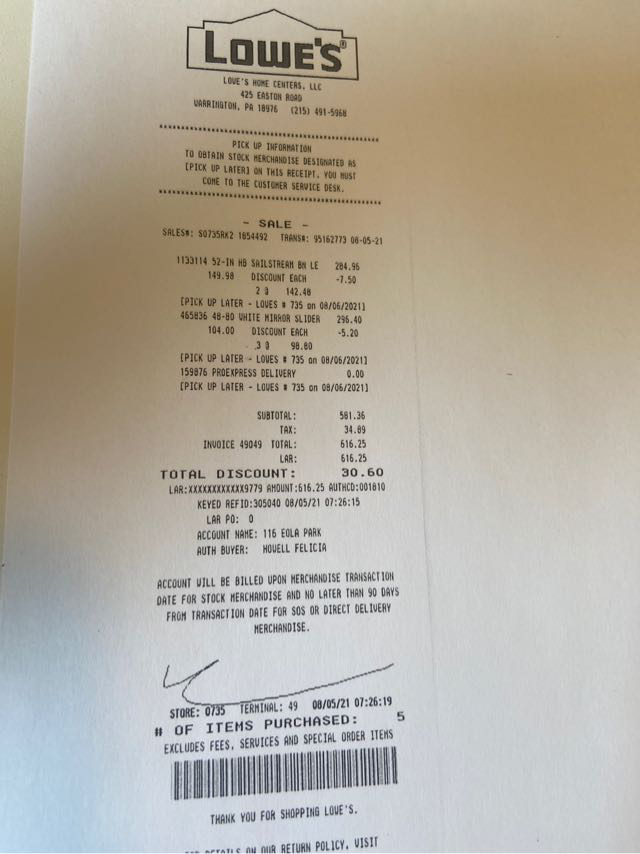 LOWE'S®
LOWE'S HOME CENTERS, LLC
425 EASTON ROAD
WARRINGTON, PA 18976 (215) 491-5968
PICK UP INFORMATION
TO OBTAIN STOCK MERCHANDISE DESIGNATED AS
[PICK UP LATER] ON THIS RECEIPT, YOU MUST
COME TO THE CUSTOMER SERVICE DESK.
- SALE -
SALES#: S0735RK2 1854492 TRANS#: 95162773 08-05-21
1133114 52-IN HB SAILSTREAM BN LE 284.96
149.98 DISCOUNT EACH -7.50
2 @ 142.48
[PICK UP LATER - LOWES # 735 on 08/06/2021]
465836 48-80 WHITE MIRROR SLIDER 296.40
104.00 DISCOUNT EACH -5.20
3 @ 98.80
[PICK UP LATER - LOWES # 735 on 08/06/2021]
159876 PROEXPRESS DELIVERY 0.00
[PICK UP LATER - LOWES # 735 on 08/06/2021]
SUBTOTAL: 581.36
TAX: 34.89
INVOICE 49049 TOTAL: 616.25
LAR: 616.25
TOTAL DISCOUNT: 30.60
LAR:XXXXXXXXXXXX9779 AMOUNT:616.25 AUTHCD:001810
KEYED REFID:305040 08/05/21 07:26:15
LAR PO: 0
ACCOUNT NAME: 116 EOLA PARK
AUTH BUYER: HOWELL FELICIA
ACCOUNT WILL BE BILLED UPON MERCHANDISE TRANSACTION
DATE FOR STOCK MERCHANDISE AND NO LATER THAN 90 DAYS
FROM TRANSACTION DATE FOR SOS OR DIRECT DELIVERY
MERCHANDISE.
STORE: 0735 TERMINAL: 49 08/05/21 07:26:19
# OF ITEMS PURCHASED: 5
EXCLUDES FEES, SERVICES AND SPECIAL ORDER ITEMS
THANK YOU FOR SHOPPING LOWE'S.
DETAILS ON OUR RETURN POLICY, VISIT